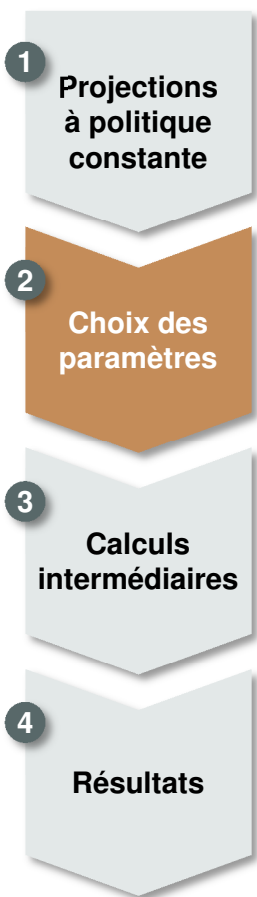 1
Projections
à politique
constante
2
Choix des
paramètres
3
Calculs
intermédiaires
4
Résultats